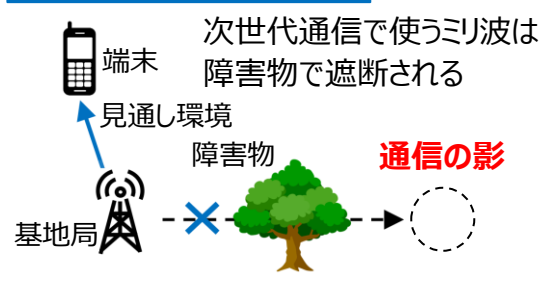 次世代通信で使うミリ波は
障害物で遮断される
端末
見通し環境
障害物
通信の影
基地局